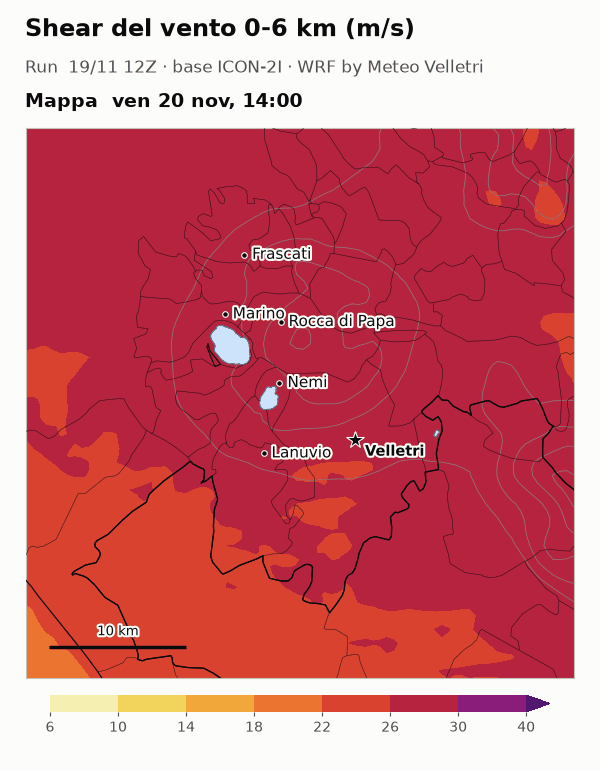 Shear del vento 0-6 km (m/s)
Run  19/11 12Z · base ICON-2I · WRF by Meteo Velletri
Mappa  ven 20 nov, 14:00
Frascati
Marino
Rocca di Papa
Nemi
Velletri
Lanuvio
10 km
6 10 14 18 22 26 30 40